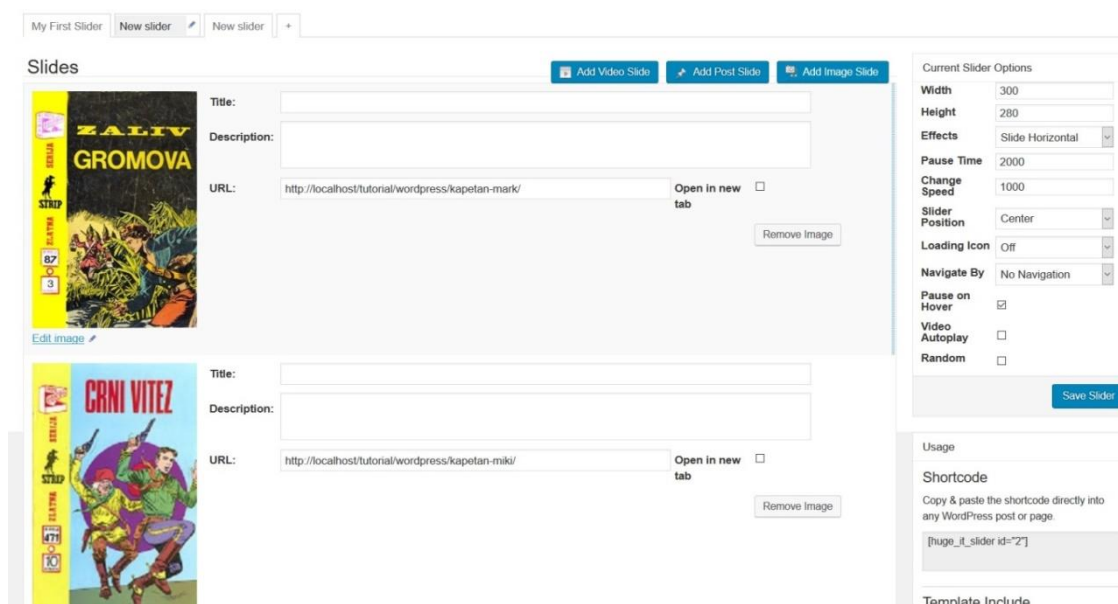 My First Slider
New slider
New slider
+
Slides
Add Video Slide
Add Post Slide
Add Image Slide
ZALIV
GROMOVA
SERIJA
STRIP
ZLATNA
87
3
Edit image
Title:
Description:
URL:
http://localhost/tutorial/wordpress/kapetan-mark/
Open in new
tab
Remove Image
CRNI VITEZ
SERIJA
STRIP
ZLATNA
471
10
Title:
Description:
URL:
http://localhost/tutorial/wordpress/kapetan-miki/
Open in new
tab
Remove Image
Current Slider Options
Width 300
Height 280
Effects Slide Horizontal
Pause Time 2000
Change
Speed 1000
Slider
Position Center
Loading Icon Off
Navigate By No Navigation
Pause on
Hover
Video
Autoplay
Random
Save Slider
Usage
Shortcode
Copy & paste the shortcode directly into
any WordPress post or page.
[huge_it_slider id="2"]
Template Include